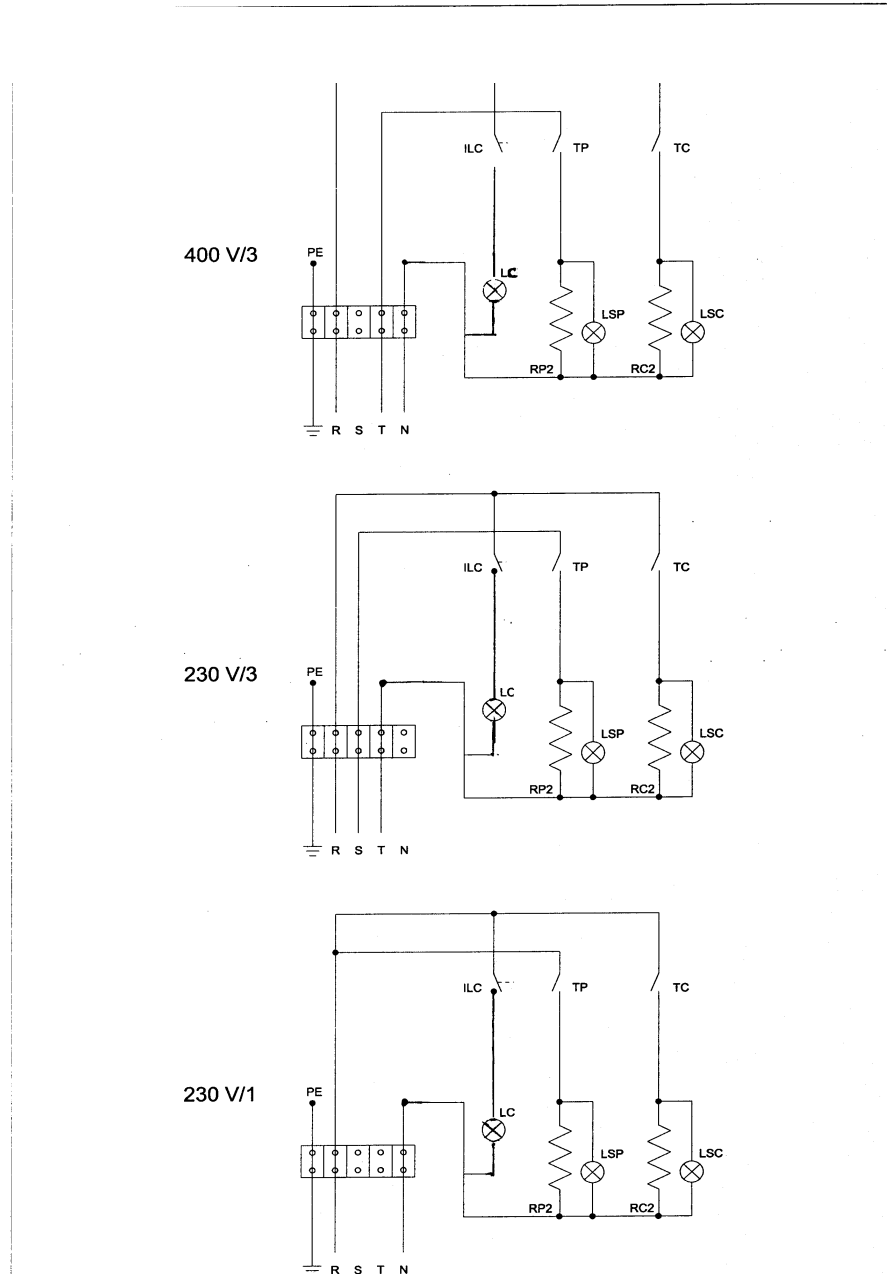 ILC TP TC
400 V/3 PE
LC
LSP LSC
RP2 RC2
R S T N
ILC TP TC
230 V/3 PE
LC
LSP LSC
RP2 RC2
R S T N
ILC TP TC
230 V/1 PE
LC
LSP LSC
RP2 RC2
R S T N